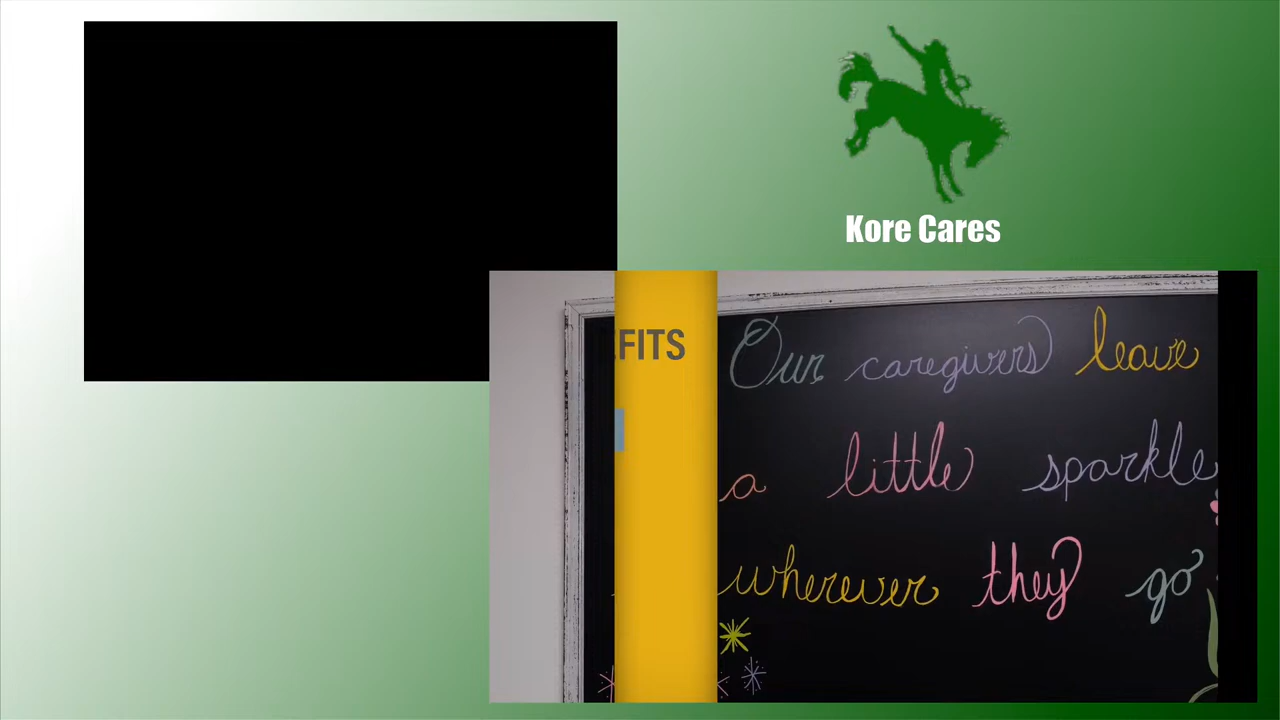 Kore Cares
FITS
Our caregivers leave
a little sparkle
wherever they go